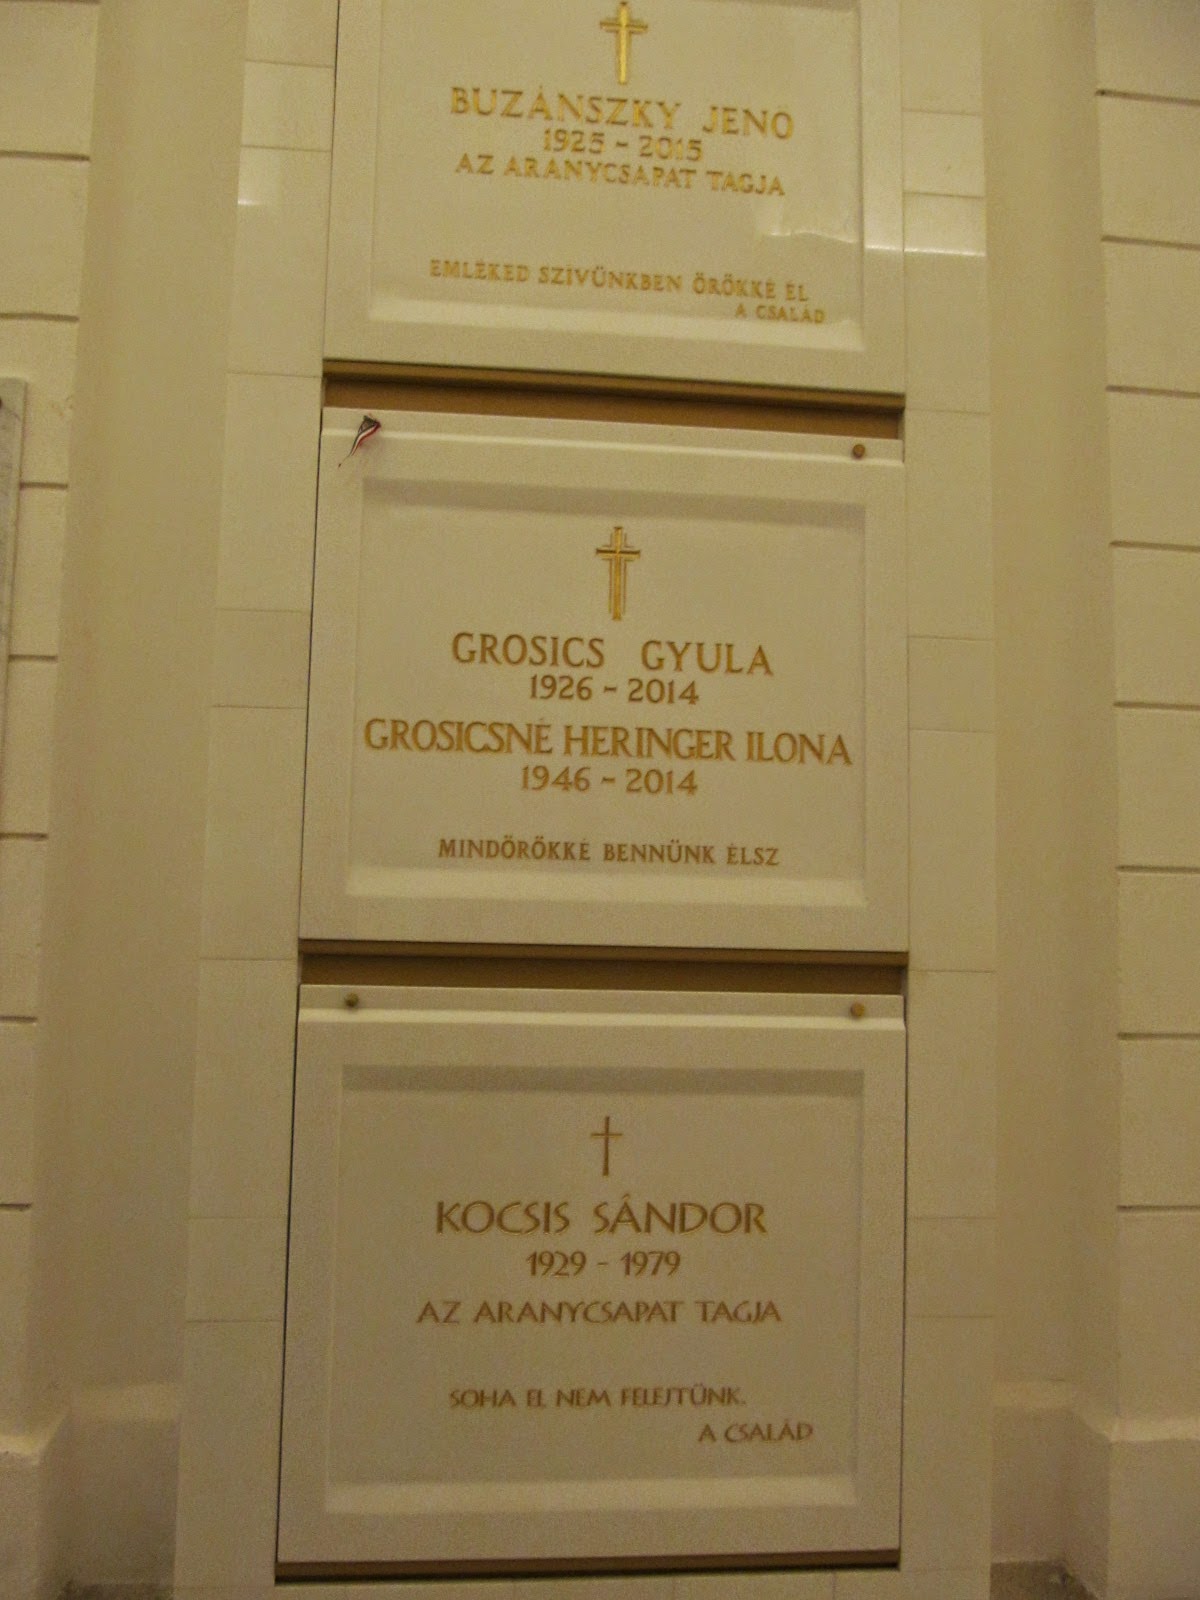 BUZÁNSZKY JENŐ
1925 - 2015
AZ ARANYCSAPAT TAGJA
EMLÉKED SZÍVÜNKBEN ÖRÖKKÉ ÉL
A CSALÁD
GROSICS GYULA
1926 - 2014
GROSICSNÉ HERINGER ILONA
1946 - 2014
MINDÖRÖKKÉ BENNÜNK ÉLSZ
KOCSIS SÁNDOR
1929 - 1979
AZ ARANYCSAPAT TAGJA
SOHA EL NEM FELEJTÜNK.
A CSALÁD